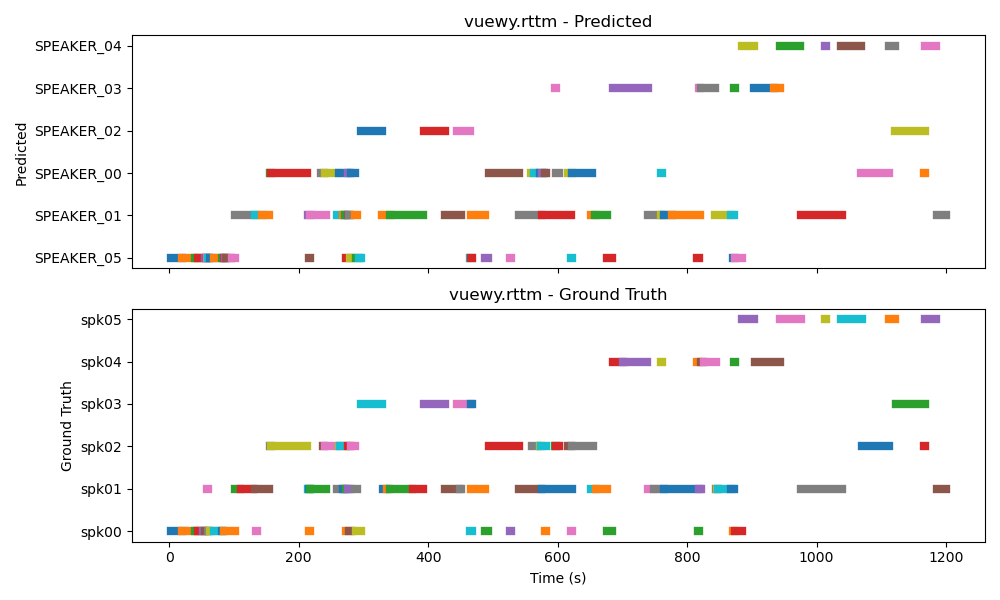 vuewy.rttm - Predicted
Predicted
SPEAKER_04
SPEAKER_03
SPEAKER_02
SPEAKER_00
SPEAKER_01
SPEAKER_05
vuewy.rttm - Ground Truth
Ground Truth
spk05
spk04
spk03
spk02
spk01
spk00
0 200 400 600 800 1000 1200
Time (s)